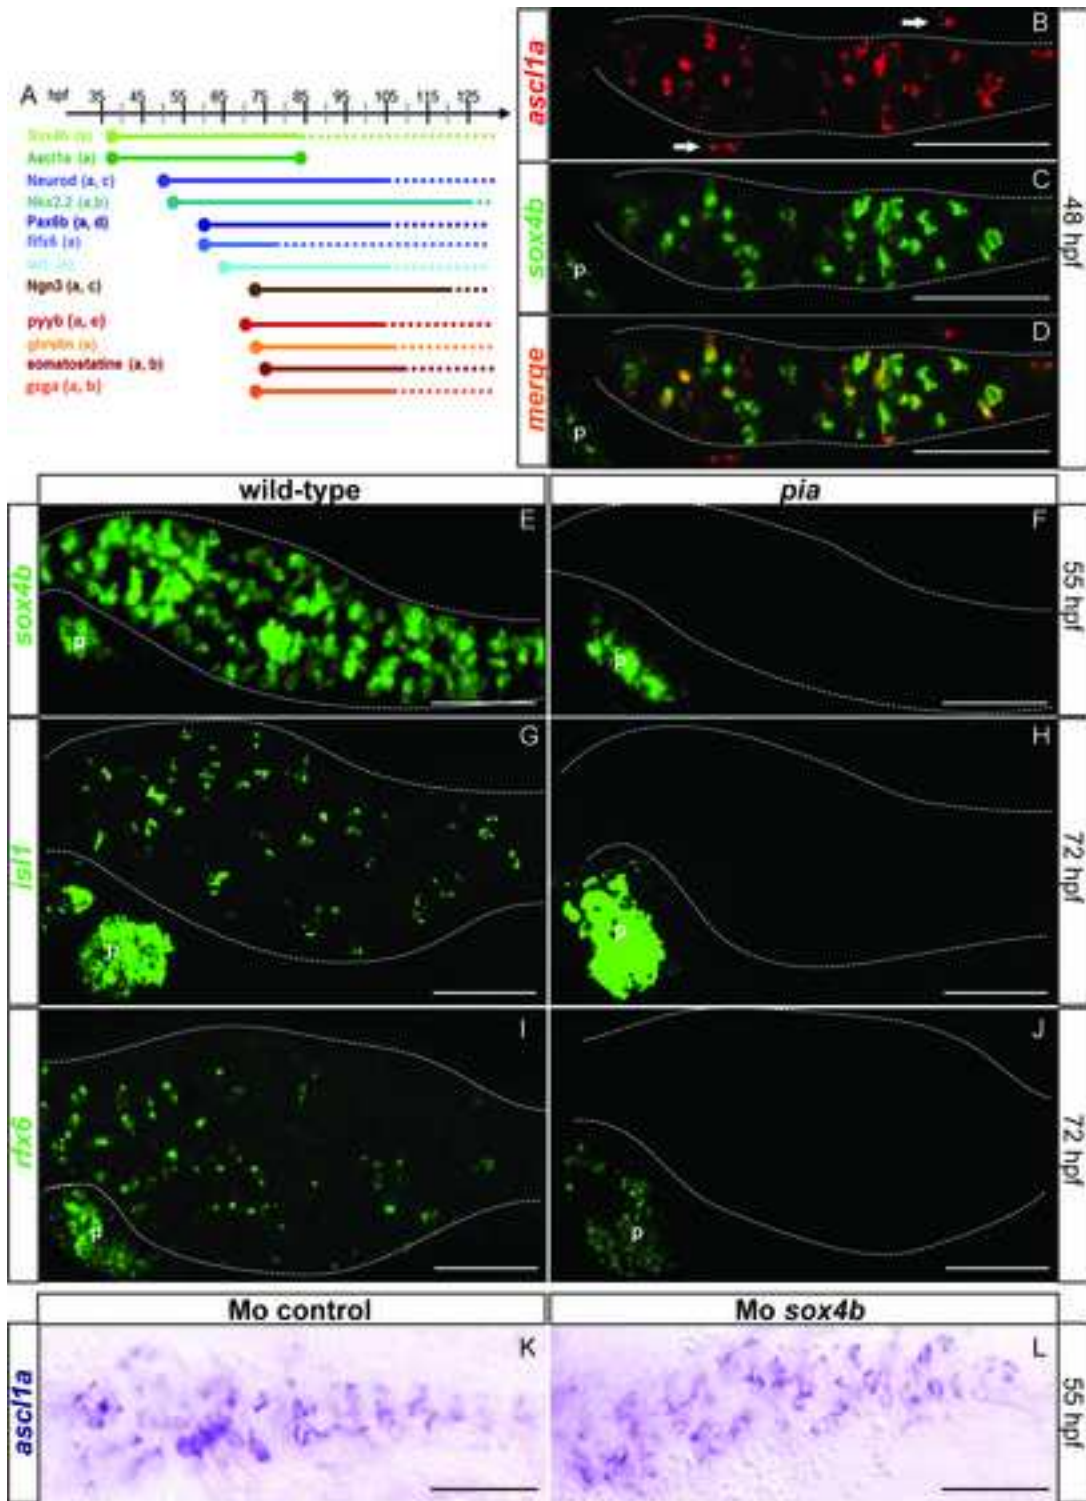 A hpf 35 45 55 65 75 85 95 105 115 125
Sox4b (a)
Ascl1a (a)
Neurod (a, c)
Nkx2.2 (a,b)
Pax6b (a, d)
Rfx6 (a)
Ngn3 (a, c)
pyyb (a, e)
ghrelin (a)
somatostatine (a, b)
gcga (a, b)
ascl1a
B
sox4b
C
p
48 hpf
merge
D
p
wild-type
pia
sox4b
E
p
F
p
55 hpf
isl1
G
p
H
p
72 hpf
rfx6
I
p
J
p
72 hpf
Mo control
Mo sox4b
ascl1a
K
L
55 hpf